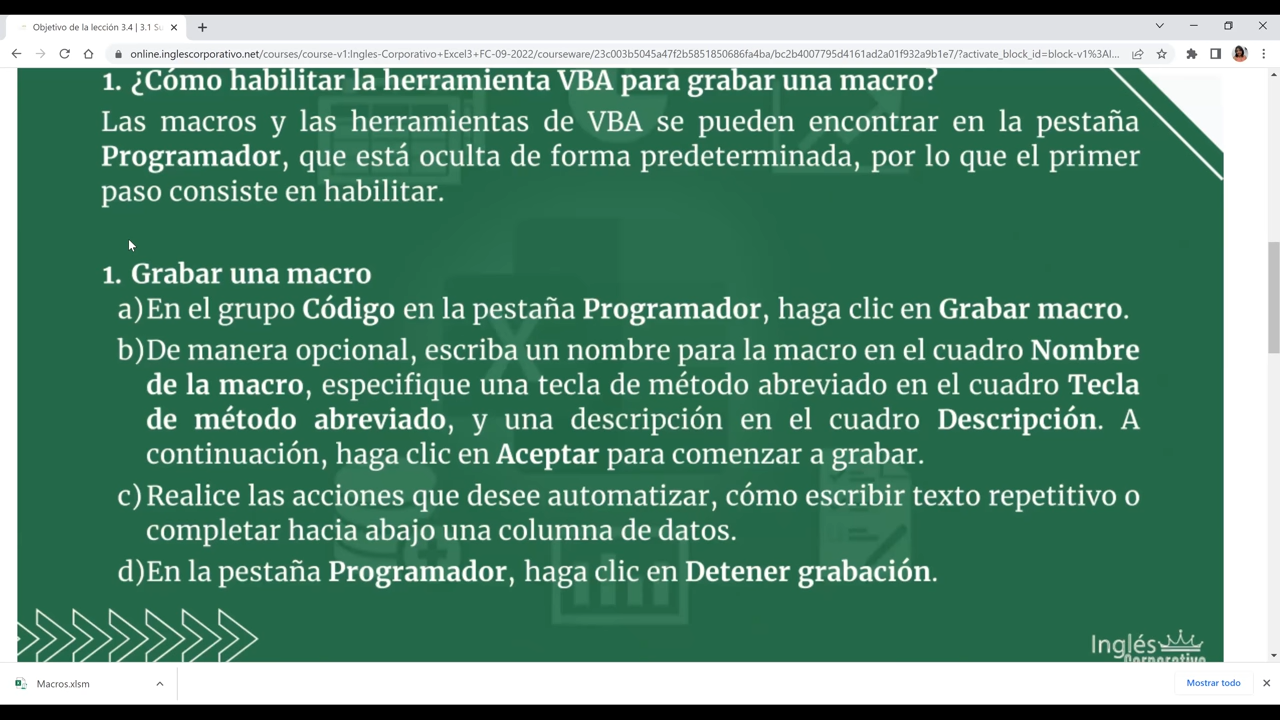 Objetivo de la lección 3.4 | 3.1 Su
online.inglescorporativo.net/courses/course-v1:Ingles-Corporativo+Excel3+FC-09-2022/courseware/23c003b5045a47f2b5851850686fa4ba/bc2b4007795d4161ad2a01f932a9b1e7/?activate_block_id=block-v1%3AI...
1. ¿Cómo habilitar la herramienta VBA para grabar una macro?
Las macros y las herramientas de VBA se pueden encontrar en la pestaña
Programador, que está oculta de forma predeterminada, por lo que el primer
paso consiste en habilitar.
1. Grabar una macro
a) En el grupo Código en la pestaña Programador, haga clic en Grabar macro.
b) De manera opcional, escriba un nombre para la macro en el cuadro Nombre
de la macro, especifique una tecla de método abreviado en el cuadro Tecla
de método abreviado, y una descripción en el cuadro Descripción. A
continuación, haga clic en Aceptar para comenzar a grabar.
c) Realice las acciones que desee automatizar, cómo escribir texto repetitivo o
completar hacia abajo una columna de datos.
d) En la pestaña Programador, haga clic en Detener grabación.
Inglés
Corporativo
Macros.xlsm
Mostrar todo